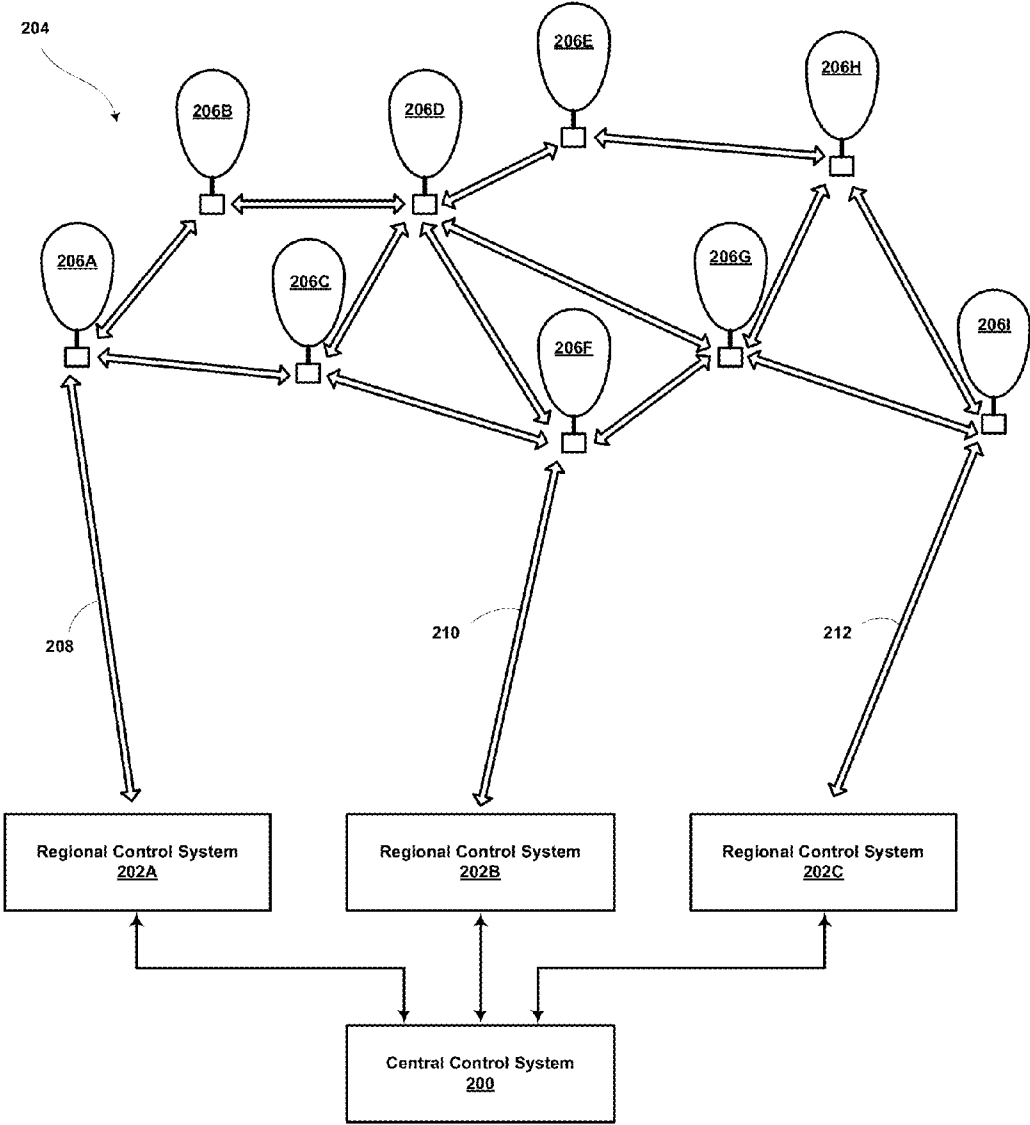 204
206E
206H
206B
206D
206A
206C
206G
206F
206I
208
210
212
Regional Control System
202A
Regional Control System
202B
Regional Control System
202C
Central Control System
200